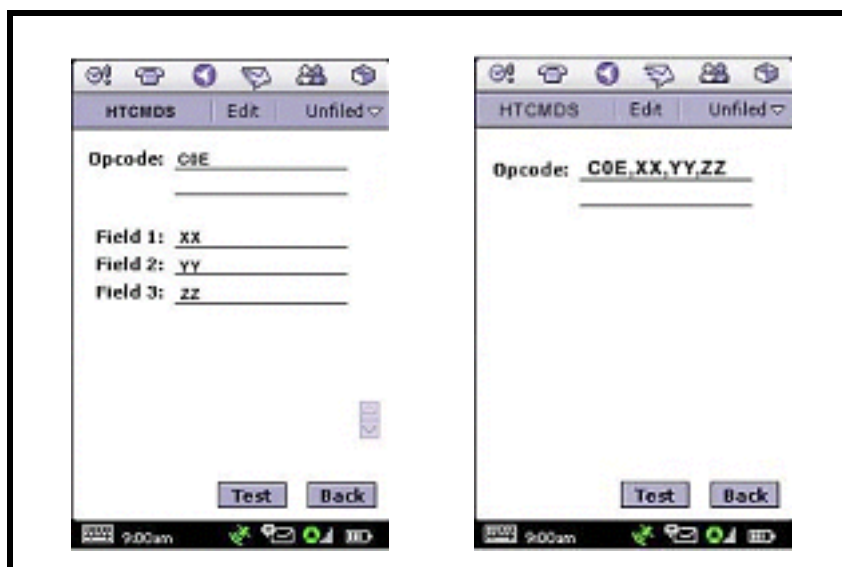 HTCMDS Edit Unfiled
Opcode: C0E
Field 1: XX
Field 2: YY
Field 3: ZZ
Test Back
9:00am
HTCMDS Edit Unfiled
Opcode: C0E,XX,YY,ZZ
Test Back
9:00am